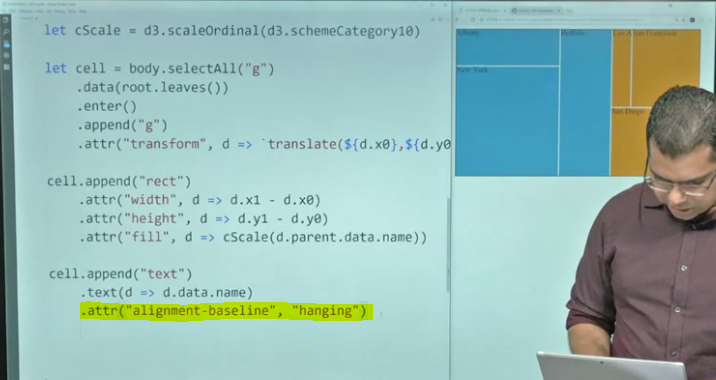 let cScale = d3.scaleOrdinal(d3.schemeCategory10)
let cell = body.selectAll("g")
.data(root.leaves())
.enter()
.append("g")
.attr("transform", d => `translate(${d.x0},${d.y0
cell.append("rect")
.attr("width", d => d.x1 - d.x0)
.attr("height", d => d.y1 - d.y0)
.attr("fill", d => cScale(d.parent.data.name))
cell.append("text")
.text(d => d.data.name)
.attr("alignment-baseline", "hanging")
Albany
Buffalo
Los A
San Francisco
New York
San Diego